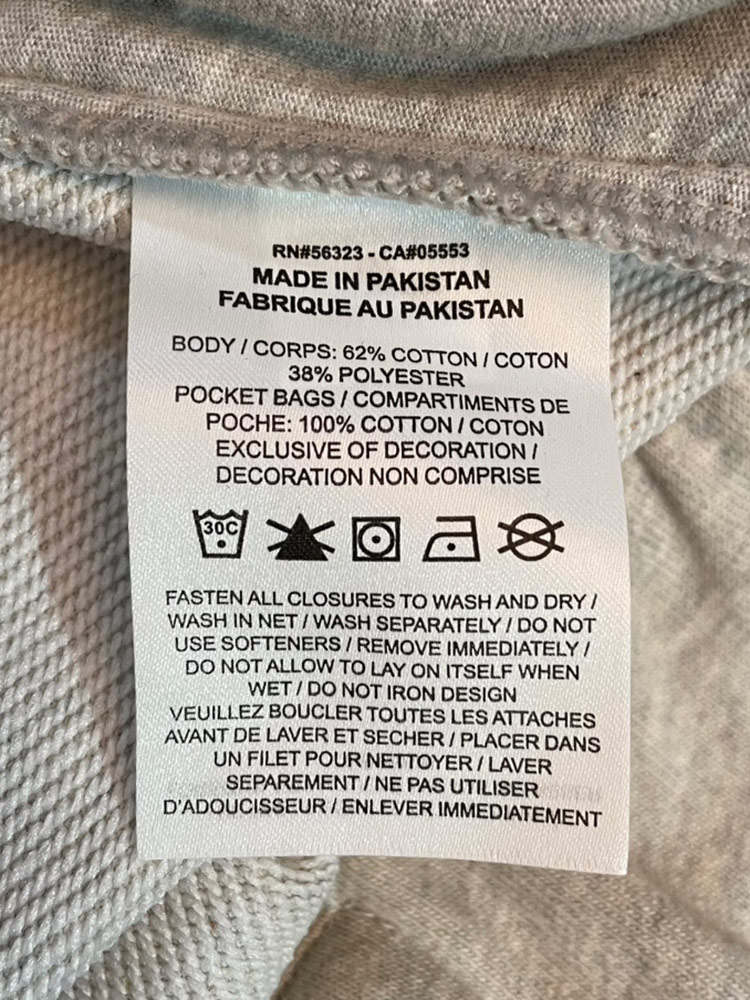 RN#56323 - CA#05553
MADE IN PAKISTAN
FABRIQUE AU PAKISTAN
BODY / CORPS: 62% COTTON / COTON
38% POLYESTER
POCKET BAGS / COMPARTIMENTS DE
POCHE: 100% COTTON / COTON
EXCLUSIVE OF DECORATION /
DECORATION NON COMPRISE
30C
FASTEN ALL CLOSURES TO WASH AND DRY /
WASH IN NET / WASH SEPARATELY / DO NOT
USE SOFTENERS / REMOVE IMMEDIATELY /
DO NOT ALLOW TO LAY ON ITSELF WHEN
WET / DO NOT IRON DESIGN
VEUILLEZ BOUCLER TOUTES LES ATTACHES
AVANT DE LAVER ET SECHER / PLACER DANS
UN FILET POUR NETTOYER / LAVER
SEPAREMENT / NE PAS UTILISER
D'ADOUCISSEUR / ENLEVER IMMEDIATEMENT